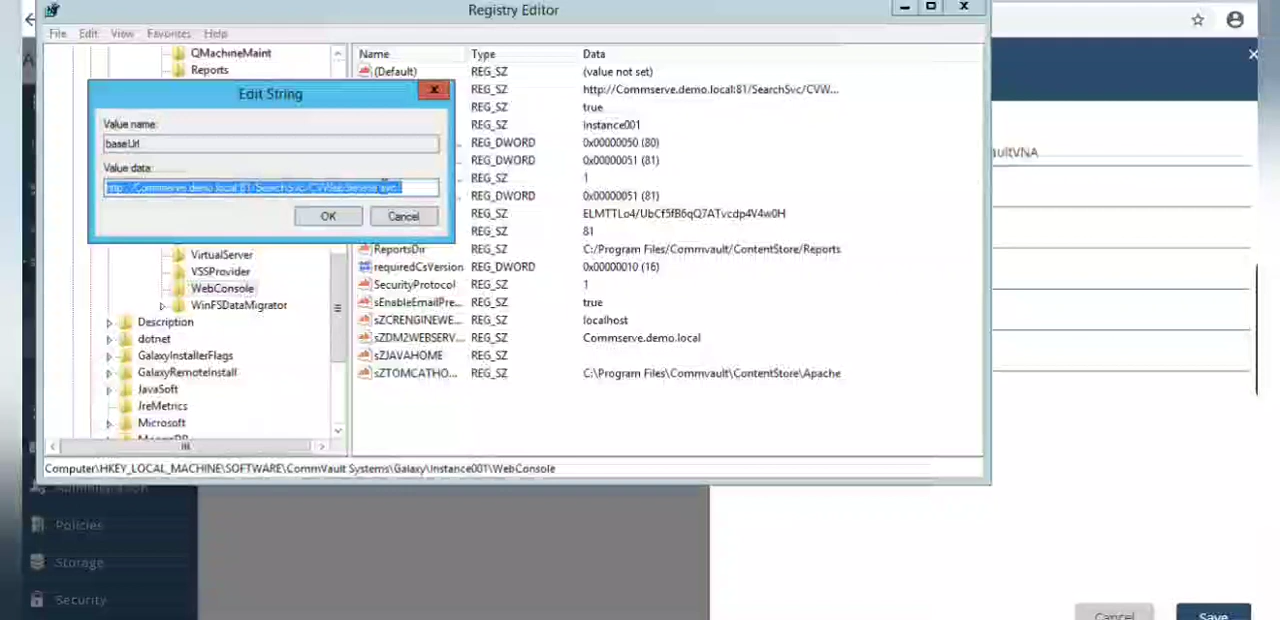 Registry Editor
File Edit View Favorites Help
QMachineMaint
Reports
VirtualServer
VSSProvider
WebConsole
WinFSDataMigrator
Description
dotnet
GalaxyInstallerFlags
GalaxyRemoteInstall
JavaSoft
JreMetrics
Microsoft
Name Type Data
(Default) REG_SZ (value not set)
REG_SZ http://Commserve.demo.local:81/SearchSvc/CVW...
REG_SZ true
REG_SZ Instance001
REG_DWORD 0x00000050 (80)
REG_DWORD 0x00000051 (81)
REG_SZ 1
REG_DWORD 0x00000051 (81)
REG_SZ ELMTTLo4/UbCf5fB6qQ7ATvcdp4V4w0H
REG_SZ 81
ReportsDir REG_SZ C:/Program Files/Commvault/ContentStore/Reports
requiredCsVersion REG_DWORD 0x00000010 (16)
SecurityProtocol REG_SZ 1
sEnableEmailPre... REG_SZ true
sZCRENGINEWE... REG_SZ localhost
sZDM2WEBSERV... REG_SZ Commserve.demo.local
sZJAVAHOME REG_SZ
sZTOMCATHO... REG_SZ C:\Program Files\Commvault\ContentStore\Apache
Computer\HKEY_LOCAL_MACHINE\SOFTWARE\CommVault Systems\Galaxy\Instance001\WebConsole
Edit String
Value name:
baseUrl
Value data:
http://Commserve.demo.local:81/SearchSvc/CVWebService.svc/
OK Cancel
ultVNA
Administration
Policies
Storage
Security
Cancel Save